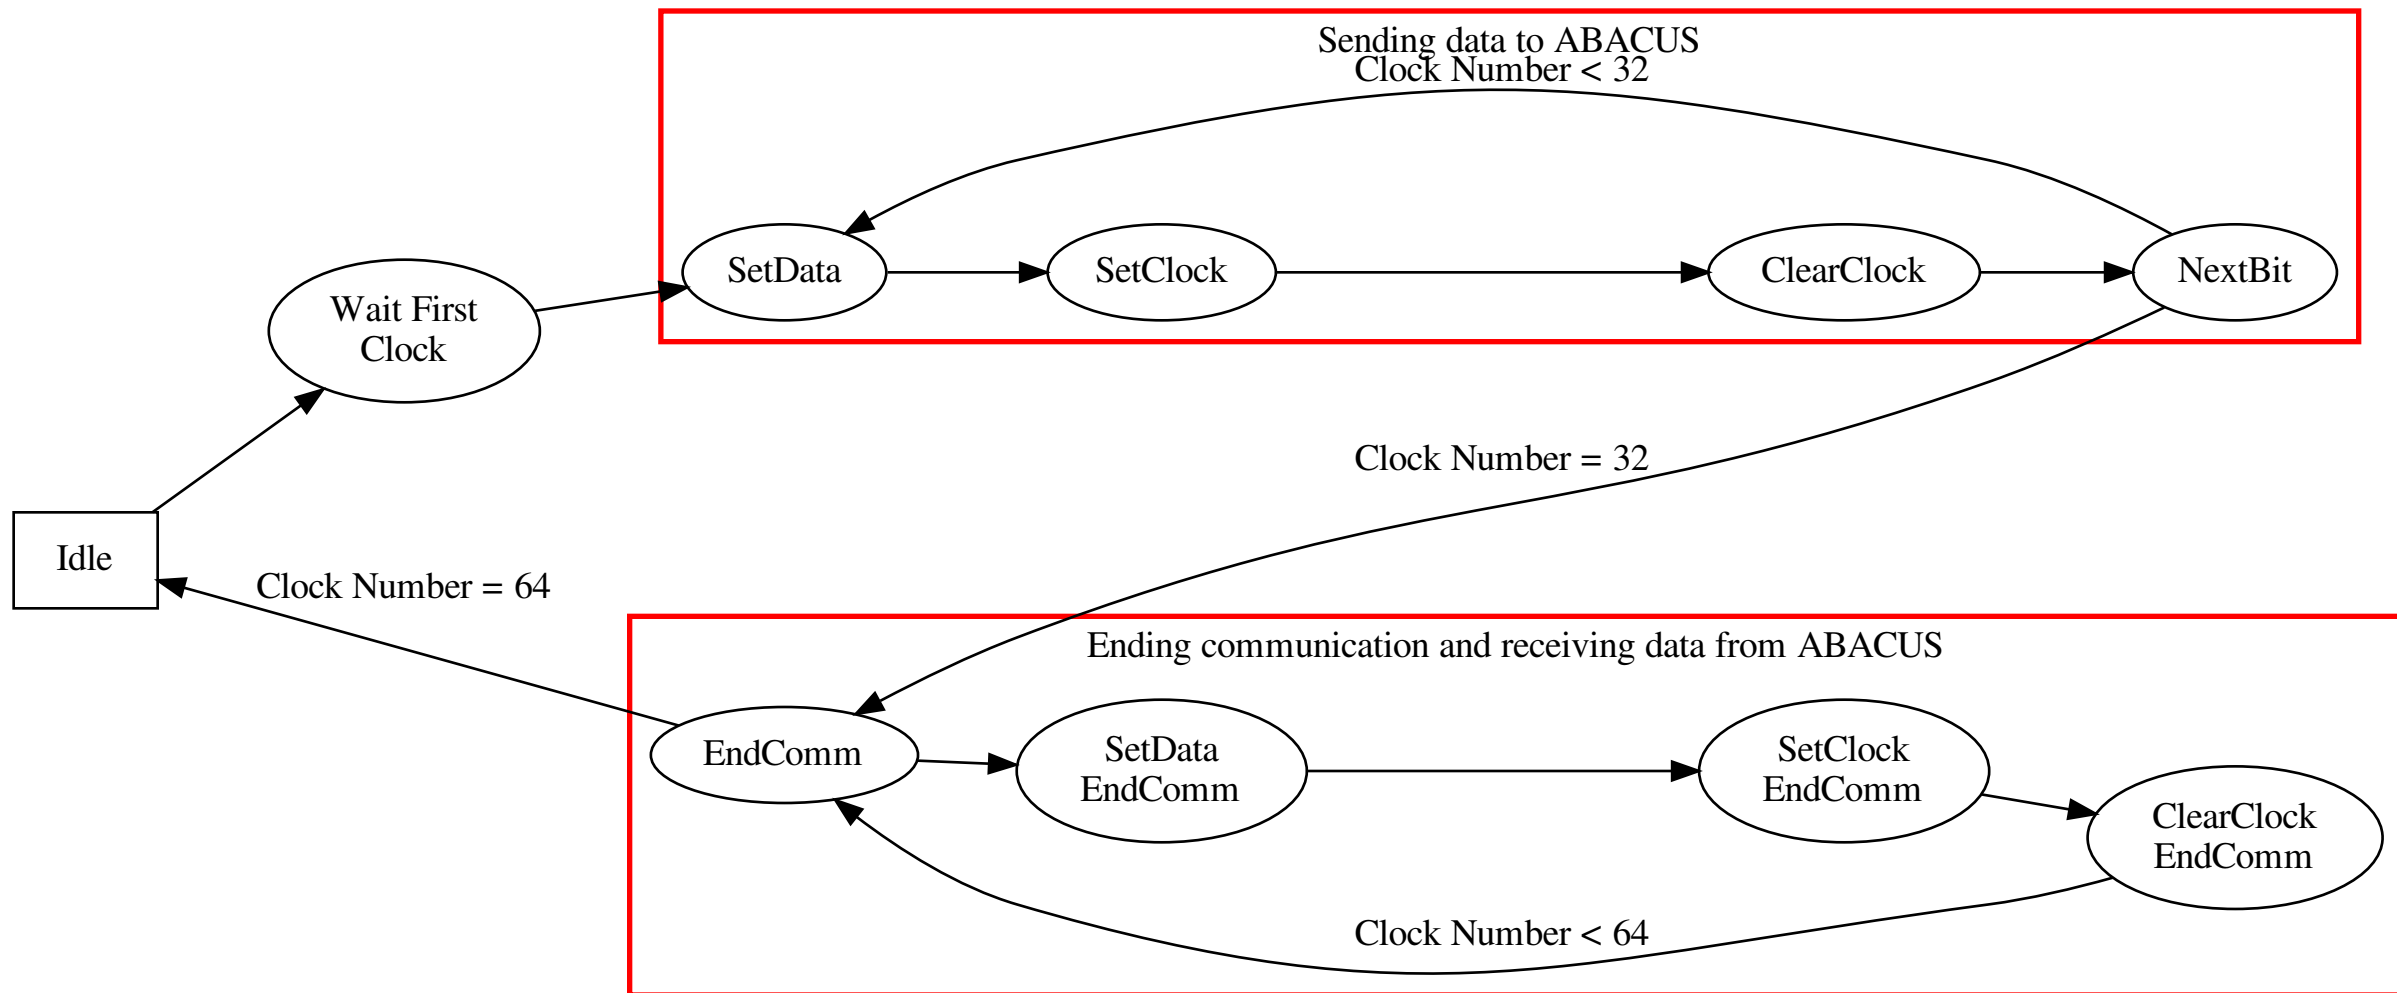 Sending data to ABACUS
Clock Number < 32
SetData
SetClock
ClearClock
NextBit
Wait First
Clock
Clock Number = 32
Idle
Clock Number = 64
Ending communication and receiving data from ABACUS
EndComm
SetData
EndComm
SetClock
EndComm
ClearClock
EndComm
Clock Number < 64